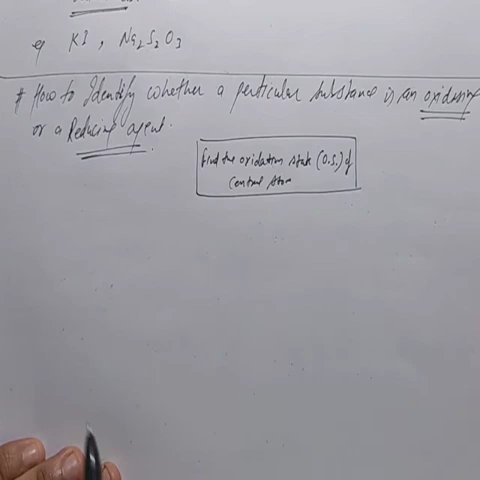 eg KI, Na2S2O3
# How to Identify whether a perticular substance is an oxidising
or a Reducing agent.
Find the oxidation state (O.S.) of
Central Atom